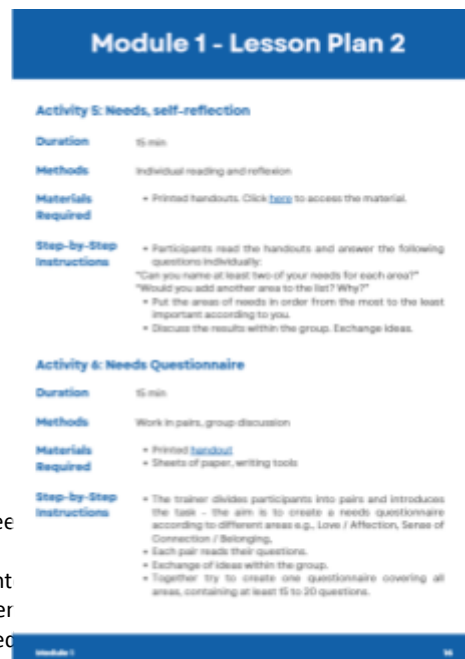 Module 1 - Lesson Plan 2
Activity 5: Needs, self-reflection
Duration
15 min
Methods
Individual reading and reflexion
Materials Required
• Printed handouts. Click here to access the material.
Step-by-Step Instructions
• Participants read the handouts and answer the following
questions individually:
"Can you name at least two of your needs for each area?"
"Would you add another area to the list? Why?"
• Put the areas of needs in order from the most to the least
important according to you.
• Discuss the results within the group. Exchange ideas.
Activity 6: Needs Questionnaire
Duration
15 min
Methods
Work in pairs, group discussion
Materials Required
• Printed handout
• Sheets of paper, writing tools
Step-by-Step Instructions
• The trainer divides participants into pairs and introduces
the task - the aim is to create a needs questionnaire
according to different areas e.g., Love / Affection, Sense of
Connection / Belonging,
• Each pair reads their questions.
• Exchange of ideas within the group.
• Together try to create one questionnaire covering all
areas, containing at least 15 to 20 questions.
Module 1